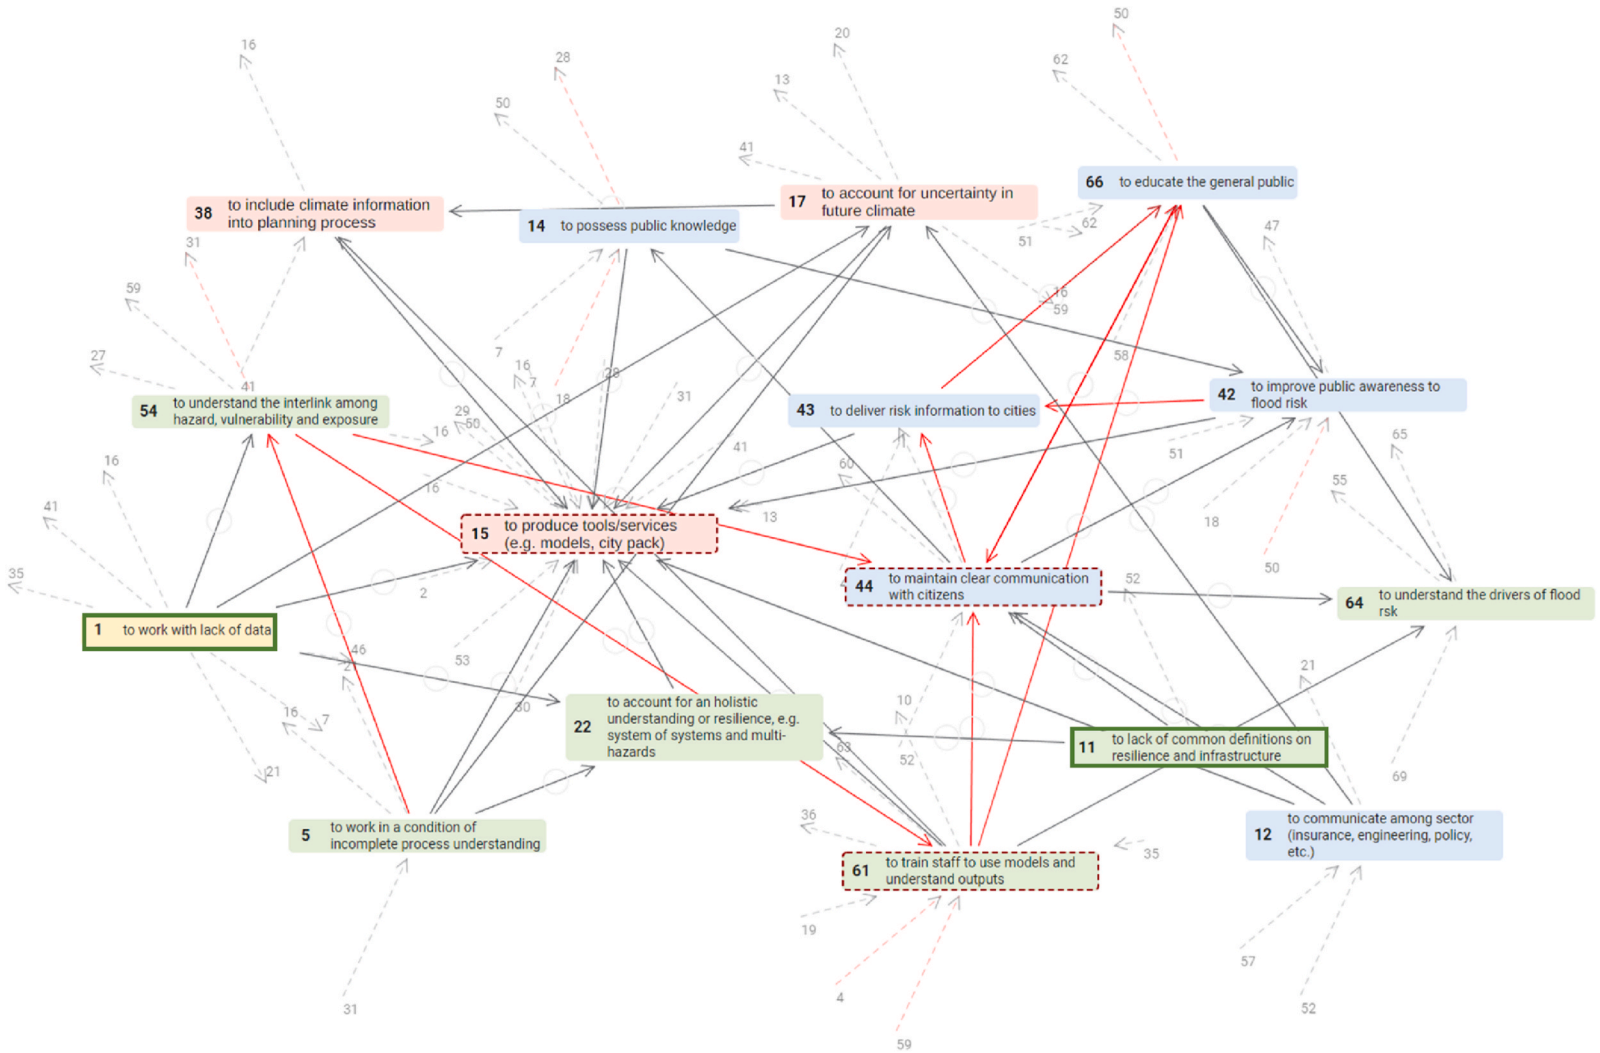 50
20
16
28
62
13
50
41
38 to include climate information
into planning process
14 to possess public knowledge
17 to account for uncertainty in
future climate
66 to educate the general public
51
62
47
31
59
16
59
27
7
16
7
28
18
31
58
41
54 to understand the interlink among
hazard, vulnerability and exposure
29
50
43 to deliver risk information to cities
42 to improve public awareness to
flood risk
16
41
51
65
16
60
55
16
41
13
18
15 to produce tools/services
(e.g. models, city pack)
35
2
44 to maintain clear communication
with citizens
52
50
64 to understand the drivers of flood
rsk
1 to work with lack of data
46
53
21
16
7
30
10
22 to account for an holistic
understanding or resilience, e.g.
system of systems and multi-
hazards
11 to lack of common definitions on
resilience and infrastructure
63
52
21
69
5 to work in a condition of
incomplete process understanding
36
35
12 to communicate among sector
(insurance, engineering, policy,
etc.)
61 to train staff to use models and
understand outputs
19
57
31
4
52
59